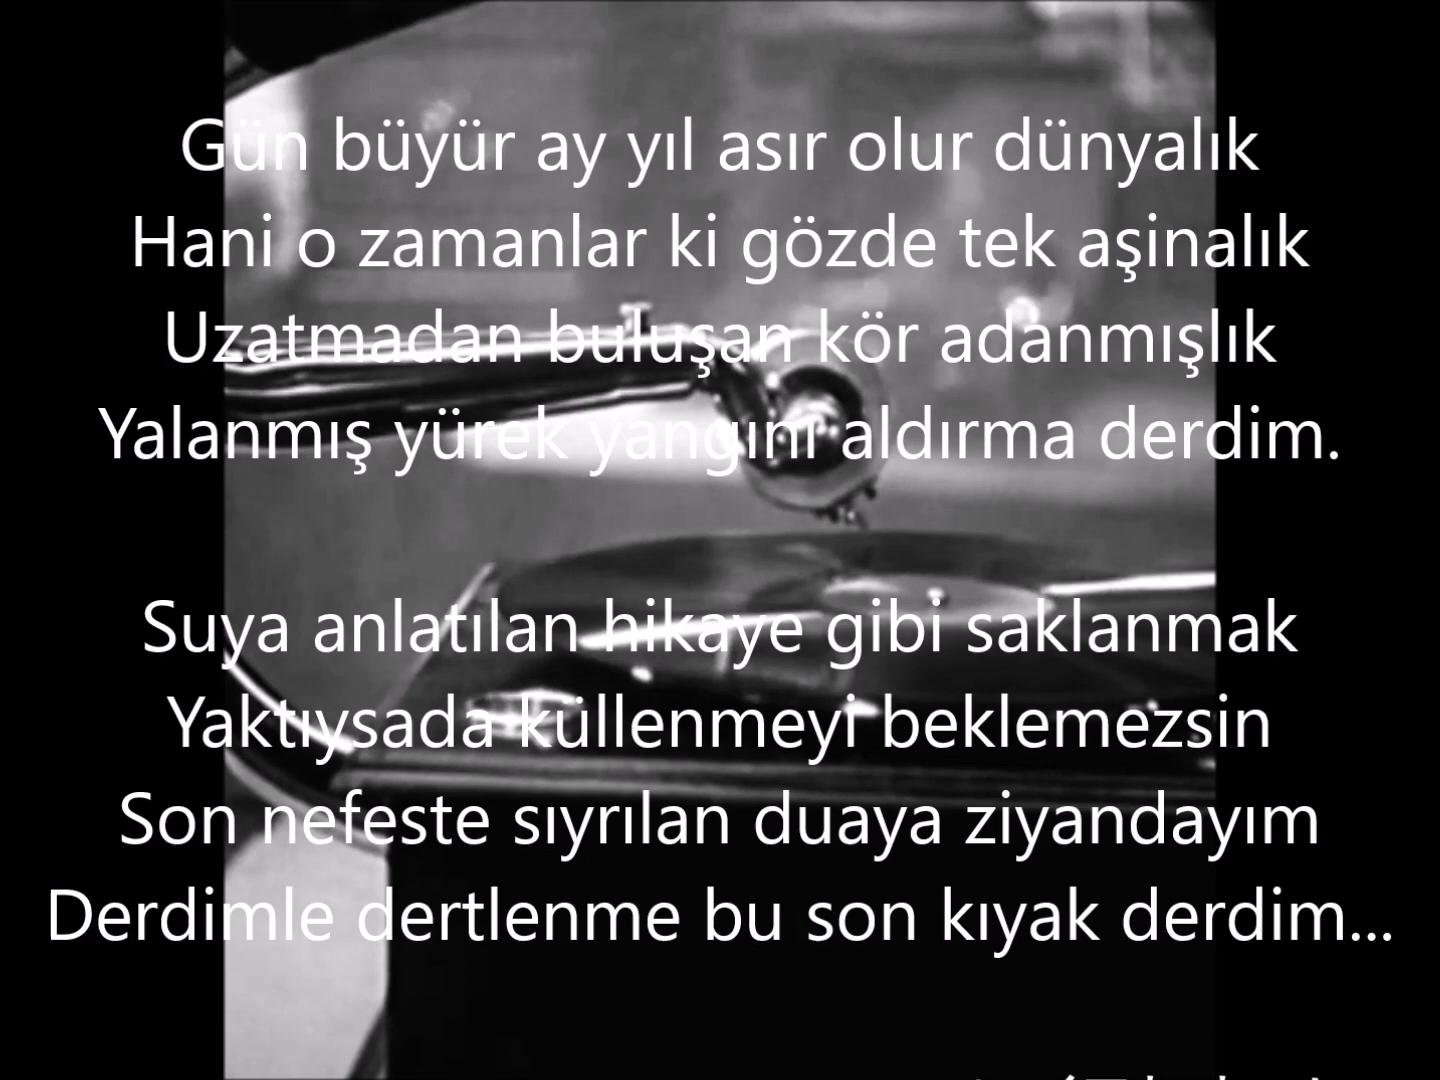 Gün büyür ay yıl asır olur dünyalık
Hani o zamanlar ki gözde tek aşinalık
Uzatmadan buluşan kör adanmışlık
Yalanmış yürek yangını aldırma derdim.
Suya anlatılan hikaye gibi saklanmak
Yaktıysada küllenmeyi beklemezsin
Son nefeste sıyrılan duaya ziyandayım
Derdimle dertlenme bu son kıyak derdim...